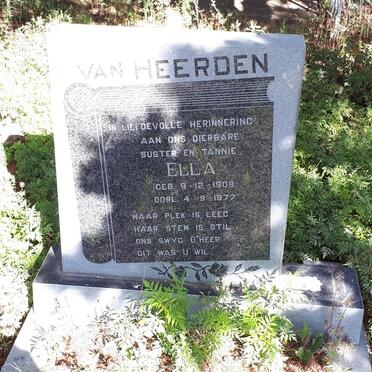 VAN HEERDEN
IN LIEFDEVOLLE HERINNERING
AAN ONS DIERBARE
SUSTER EN TANNIE
ELLA
GEB. 9-12-1908
OORL. 4-9-1977
HAAR PLEK IS LEEG
HAAR STEM IS STIL
ONS SWYG O'HEER
DIT WAS U WIL.